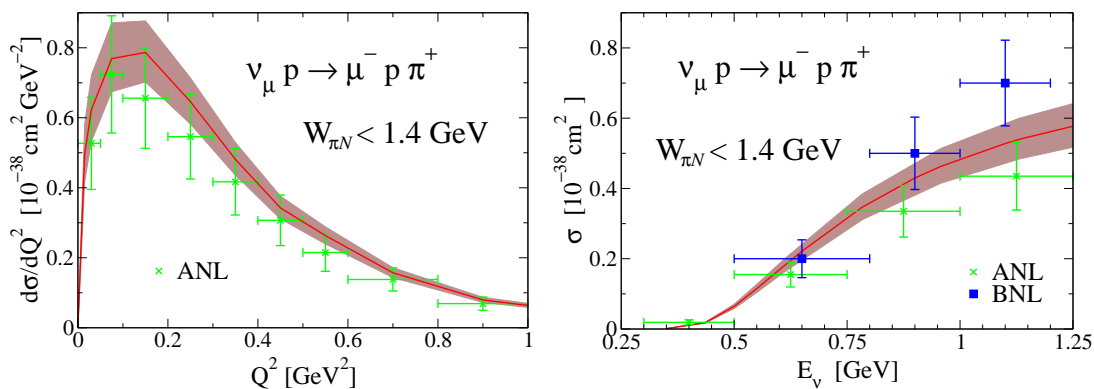 0.8
0.6
0.4
0.2
0
dσ/dQ² [10⁻³⁸ cm² GeV⁻²]
ν_μ p → μ⁻ p π⁺
W_πN < 1.4 GeV
ANL
0 0.2 0.4 0.6 0.8 1
Q² [GeV²]
0.8
0.6
0.4
0.2
0
σ [10⁻³⁸ cm²]
ν_μ p → μ⁻ p π⁺
W_πN < 1.4 GeV
ANL
BNL
0.25 0.5 0.75 1 1.25
E_ν [GeV]